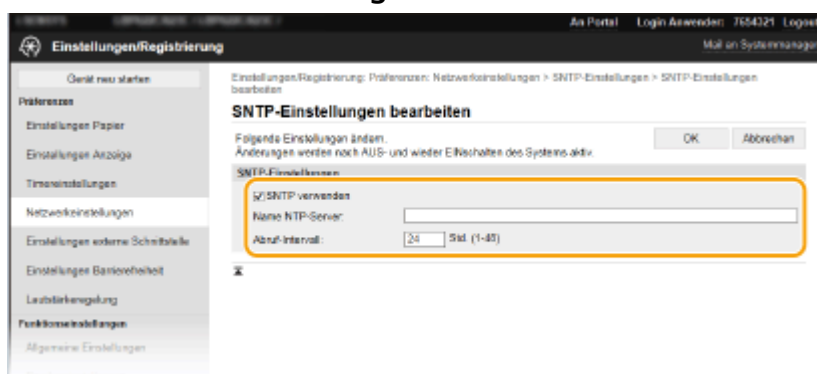 An Portal Login Anwender: 7654321 Logout
Einstellungen/Registrierung
Mail an Systemmanager
Gerät neu starten
Präferenzen
Einstellungen Papier
Einstellungen Anzeige
Timereinstellungen
Netzwerkeinstellungen
Einstellungen externe Schnittstelle
Einstellungen Barrierefreiheit
Lautstärkeregelung
Funktionseinstellungen
Allgemeine Einstellungen
Einstellungen/Registrierung: Präferenzen: Netzwerkeinstellungen > SNTP-Einstellungen > SNTP-Einstellungen
bearbeiten
SNTP-Einstellungen bearbeiten
Folgende Einstellungen ändern.
Änderungen werden nach AUS- und wieder EINschalten des Systems aktiv.
OK Abbrechen
SNTP-Einstellungen
SNTP verwenden
Name NTP-Server:
Abruf-Intervall: 24 Std. (1-48)